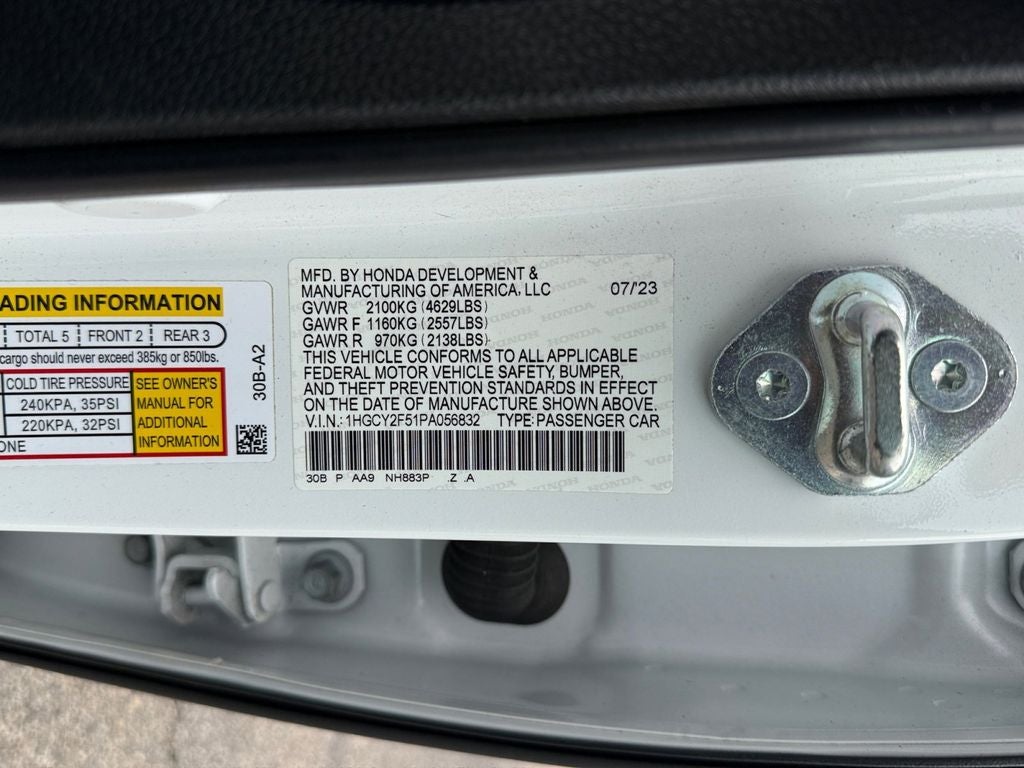 ADING INFORMATION
TOTAL 5 FRONT 2 REAR 3
cargo should never exceed 385kg or 850lbs.
COLD TIRE PRESSURE
240KPA, 35PSI
220KPA, 32PSI
SEE OWNER'S
MANUAL FOR
ADDITIONAL
INFORMATION
ONE
30B-A2
MFD. BY HONDA DEVELOPMENT &
MANUFACTURING OF AMERICA, LLC 07/'23
GVWR 2100KG (4629LBS)
GAWR F 1160KG (2557LBS)
GAWR R 970KG (2138LBS)
THIS VEHICLE CONFORMS TO ALL APPLICABLE
FEDERAL MOTOR VEHICLE SAFETY, BUMPER,
AND THEFT PREVENTION STANDARDS IN EFFECT
ON THE DATE OF MANUFACTURE SHOWN ABOVE.
V.I.N.: 1HGCY2F51PA056832 TYPE:PASSENGER CAR
30B P AA9 NH883P .Z .A